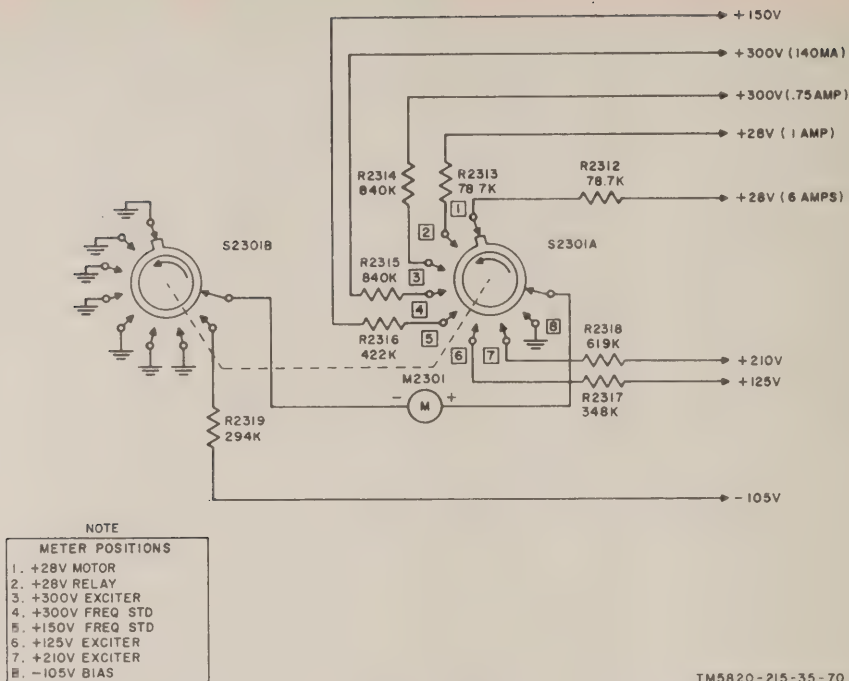 +150V
+300V (140MA)
+300V (.75 AMP)
+28V (1 AMP)
R2312
78.7K
+28V (6 AMPS)
R2314
840K
R2313
78.7K
1
2
S2301B
S2301A
R2315
840K
3
4
5
R2316
422K
6
7
8
R2318
619K
+210V
+125V
R2317
348K
M2301
-
M
+
R2319
294K
-105V
NOTE
METER POSITIONS
1. +28V MOTOR
2. +28V RELAY
3. +300V EXCITER
4. +300V FREQ STD
5. +150V FREQ STD
6. +125V EXCITER
7. +210V EXCITER
8. -105V BIAS
TM5820-215-35-70